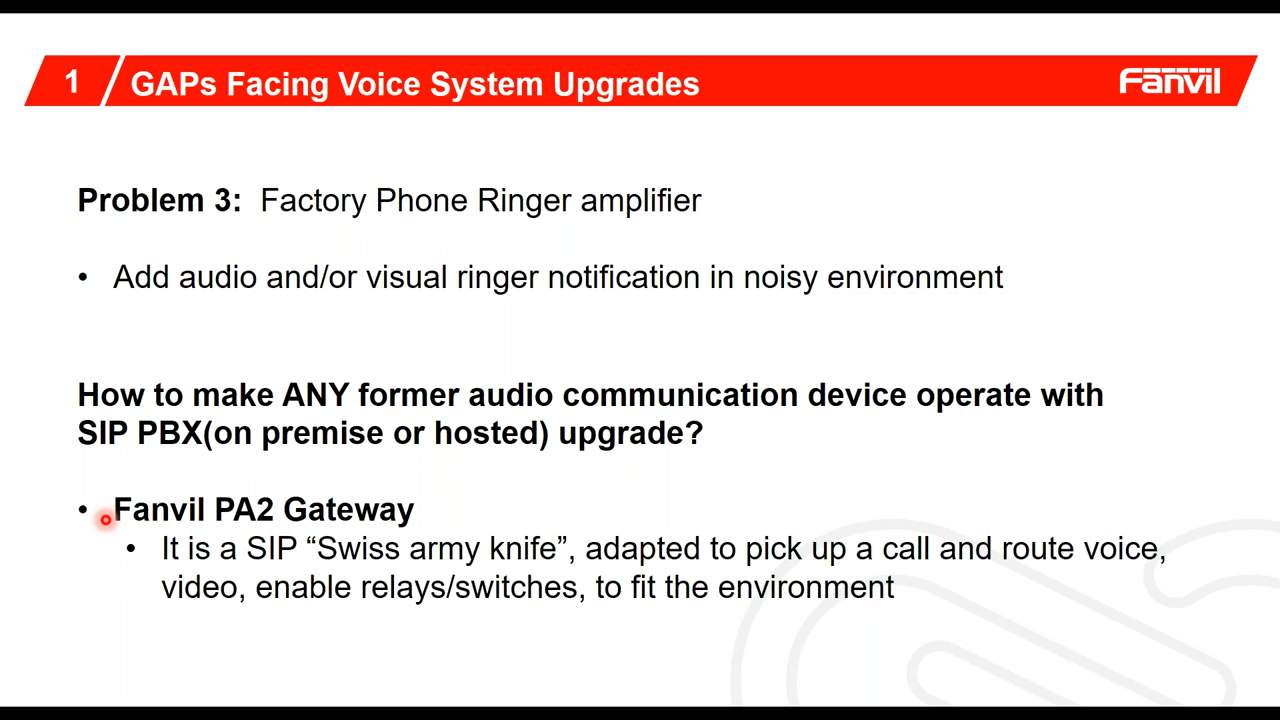 1 GAPs Facing Voice System Upgrades Fanvil
Problem 3: Factory Phone Ringer amplifier
• Add audio and/or visual ringer notification in noisy environment
How to make ANY former audio communication device operate with
SIP PBX(on premise or hosted) upgrade?
• Fanvil PA2 Gateway
• It is a SIP “Swiss army knife”, adapted to pick up a call and route voice,
video, enable relays/switches, to fit the environment